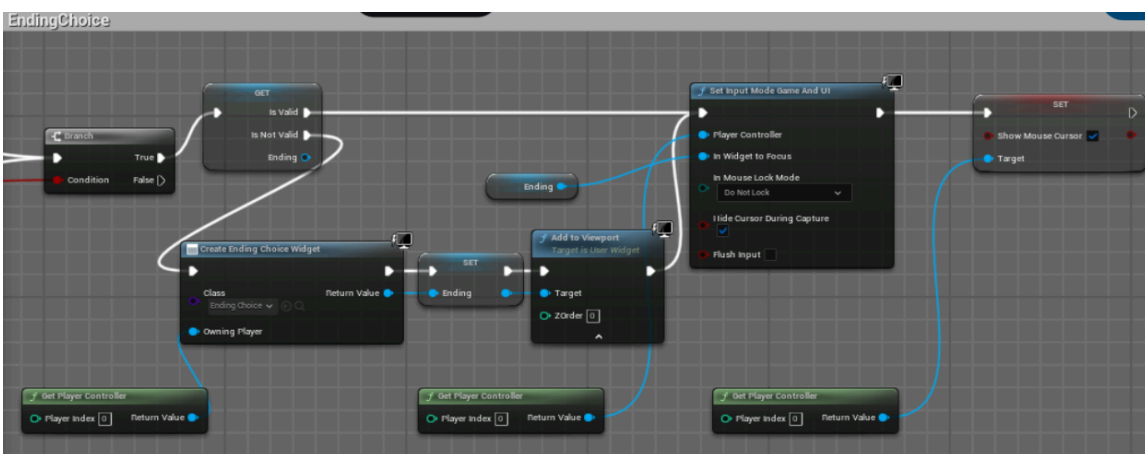 EndingChoice
Branch
True
Condition
False
GET
Is Valid
Is Not Valid
Ending
Create Ending Choice Widget
Class
Ending Choice
Return Value
Owning Player
SET
Ending
Add to Viewport
Target is User Widget
Target
ZOrder 0
Ending
Set Input Mode Game And UI
Player Controller
In Widget to Focus
In Mouse Lock Mode
Do Not Lock
Hide Cursor During Capture
Flush Input
SET
Show Mouse Cursor
Target
Get Player Controller
Player Index 0 Return Value
Get Player Controller
Player Index 0 Return Value
Get Player Controller
Player Index 0 Return Value